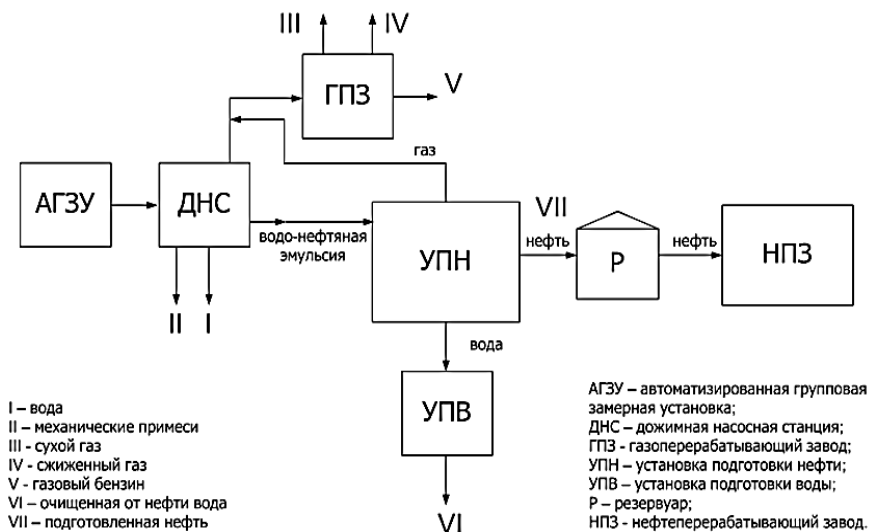 III
IV
ГПЗ
V
газ
АГЗУ
ДНС
водо-нефтяная
эмульсия
УПН
VII
нефть
Р
нефть
НПЗ
II
I
вода
УПВ
VI
I – вода
II – механические примеси
III - сухой газ
IV - сжиженный газ
V - газовый бензин
VI – очищенная от нефти вода
VII – подготовленная нефть
АГЗУ – автоматизированная групповая
замерная установка;
ДНС – дожимная насосная станция;
ГПЗ - газоперерабатывающий завод;
УПН – установка подготовки нефти;
УПВ – установка подготовки воды;
Р – резервуар;
НПЗ - нефтеперерабатывающий завод.